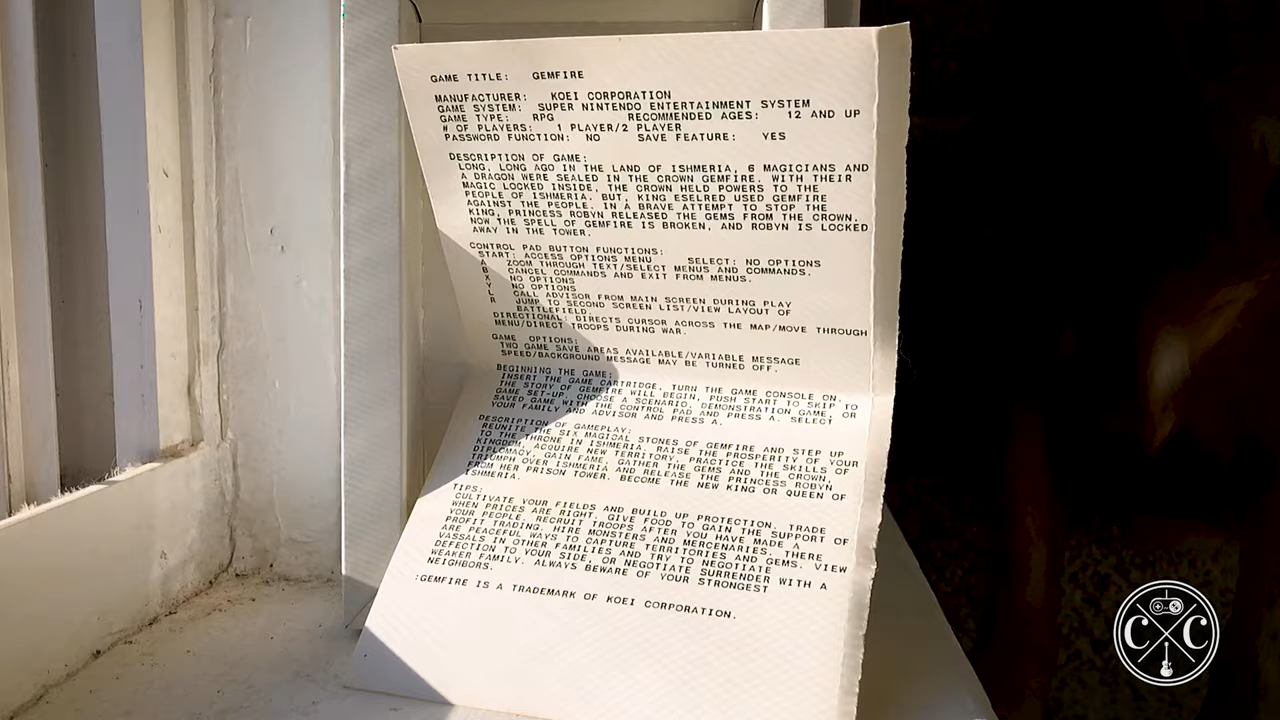 GAME TITLE: GEMFIRE
MANUFACTURER: KOEI CORPORATION
GAME SYSTEM: SUPER NINTENDO ENTERTAINMENT SYSTEM
GAME TYPE: RPG RECOMMENDED AGES: 12 AND UP
# OF PLAYERS: 1 PLAYER/2 PLAYER
PASSWORD FUNCTION: NO SAVE FEATURE: YES
DESCRIPTION OF GAME:
LONG, LONG AGO IN THE LAND OF ISHMERIA, 6 MAGICIANS AND
A DRAGON WERE SEALED IN THE CROWN GEMFIRE. WITH THEIR
MAGIC LOCKED INSIDE, THE CROWN HELD POWERS TO THE
PEOPLE OF ISHMERIA. BUT, KING ESELRED USED GEMFIRE
AGAINST THE PEOPLE. IN A BRAVE ATTEMPT TO STOP THE
KING, PRINCESS ROBYN RELEASED THE GEMS FROM THE CROWN.
NOW THE SPELL OF GEMFIRE IS BROKEN, AND ROBYN IS LOCKED
AWAY IN THE TOWER.
CONTROL PAD BUTTON FUNCTIONS:
START: ACCESS OPTIONS MENU SELECT: NO OPTIONS
A ZOOM THROUGH TEXT/SELECT MENUS AND COMMANDS.
B CANCEL COMMANDS AND EXIT FROM MENUS.
X NO OPTIONS
Y NO OPTIONS
L CALL ADVISOR FROM MAIN SCREEN DURING PLAY
R JUMP TO SECOND SCREEN LIST/VIEW LAYOUT OF
BATTLEFIELD.
DIRECTIONAL: DIRECTS CURSOR ACROSS THE MAP/MOVE THROUGH
MENU/DIRECT TROOPS DURING WAR.
GAME OPTIONS:
TWO GAME SAVE AREAS AVAILABLE/VARIABLE MESSAGE
SPEED/BACKGROUND MESSAGE MAY BE TURNED OFF.
BEGINNING THE GAME:
INSERT THE GAME CARTRIDGE, TURN THE GAME CONSOLE ON.
THE STORY OF GEMFIRE WILL BEGIN, PUSH START TO SKIP TO
GAME SET-UP. CHOOSE A SCENARIO, DEMONSTRATION GAME, OR
SAVED GAME WITH THE CONTROL PAD AND PRESS A. SELECT
YOUR FAMILY AND ADVISOR AND PRESS A.
DESCRIPTION OF GAMEPLAY:
REUNITE THE SIX MAGICAL STONES OF GEMFIRE AND STEP UP
TO THE THRONE IN ISHMERIA. RAISE THE PROSPERITY OF YOUR
KINGDOM, ACQUIRE NEW TERRITORY, PRACTICE THE SKILLS OF
DIPLOMACY, GAIN FAME, GATHER THE GEMS AND THE CROWN,
TRIUMPH OVER ISHMERIA AND RELEASE THE PRINCESS ROBYN
FROM HER PRISON TOWER. BECOME THE NEW KING OR QUEEN OF
ISHMERIA.
TIPS:
CULTIVATE YOUR FIELDS AND BUILD UP PROTECTION. TRADE
WHEN PRICES ARE RIGHT. GIVE FOOD TO GAIN THE SUPPORT OF
YOUR PEOPLE. RECRUIT TROOPS AFTER YOU HAVE MADE A
PROFIT TRADING. HIRE MONSTERS AND MERCENARIES. THERE
ARE PEACEFUL WAYS TO CAPTURE TERRITORIES AND GEMS. VIEW
VASSALS IN OTHER FAMILIES AND TRY TO NEGOTIATE
DEFECTION TO YOUR SIDE, OR NEGOTIATE SURRENDER WITH A
WEAKER FAMILY. ALWAYS BEWARE OF YOUR STRONGEST
NEIGHBORS.
:GEMFIRE IS A TRADEMARK OF KOEI CORPORATION.
C C